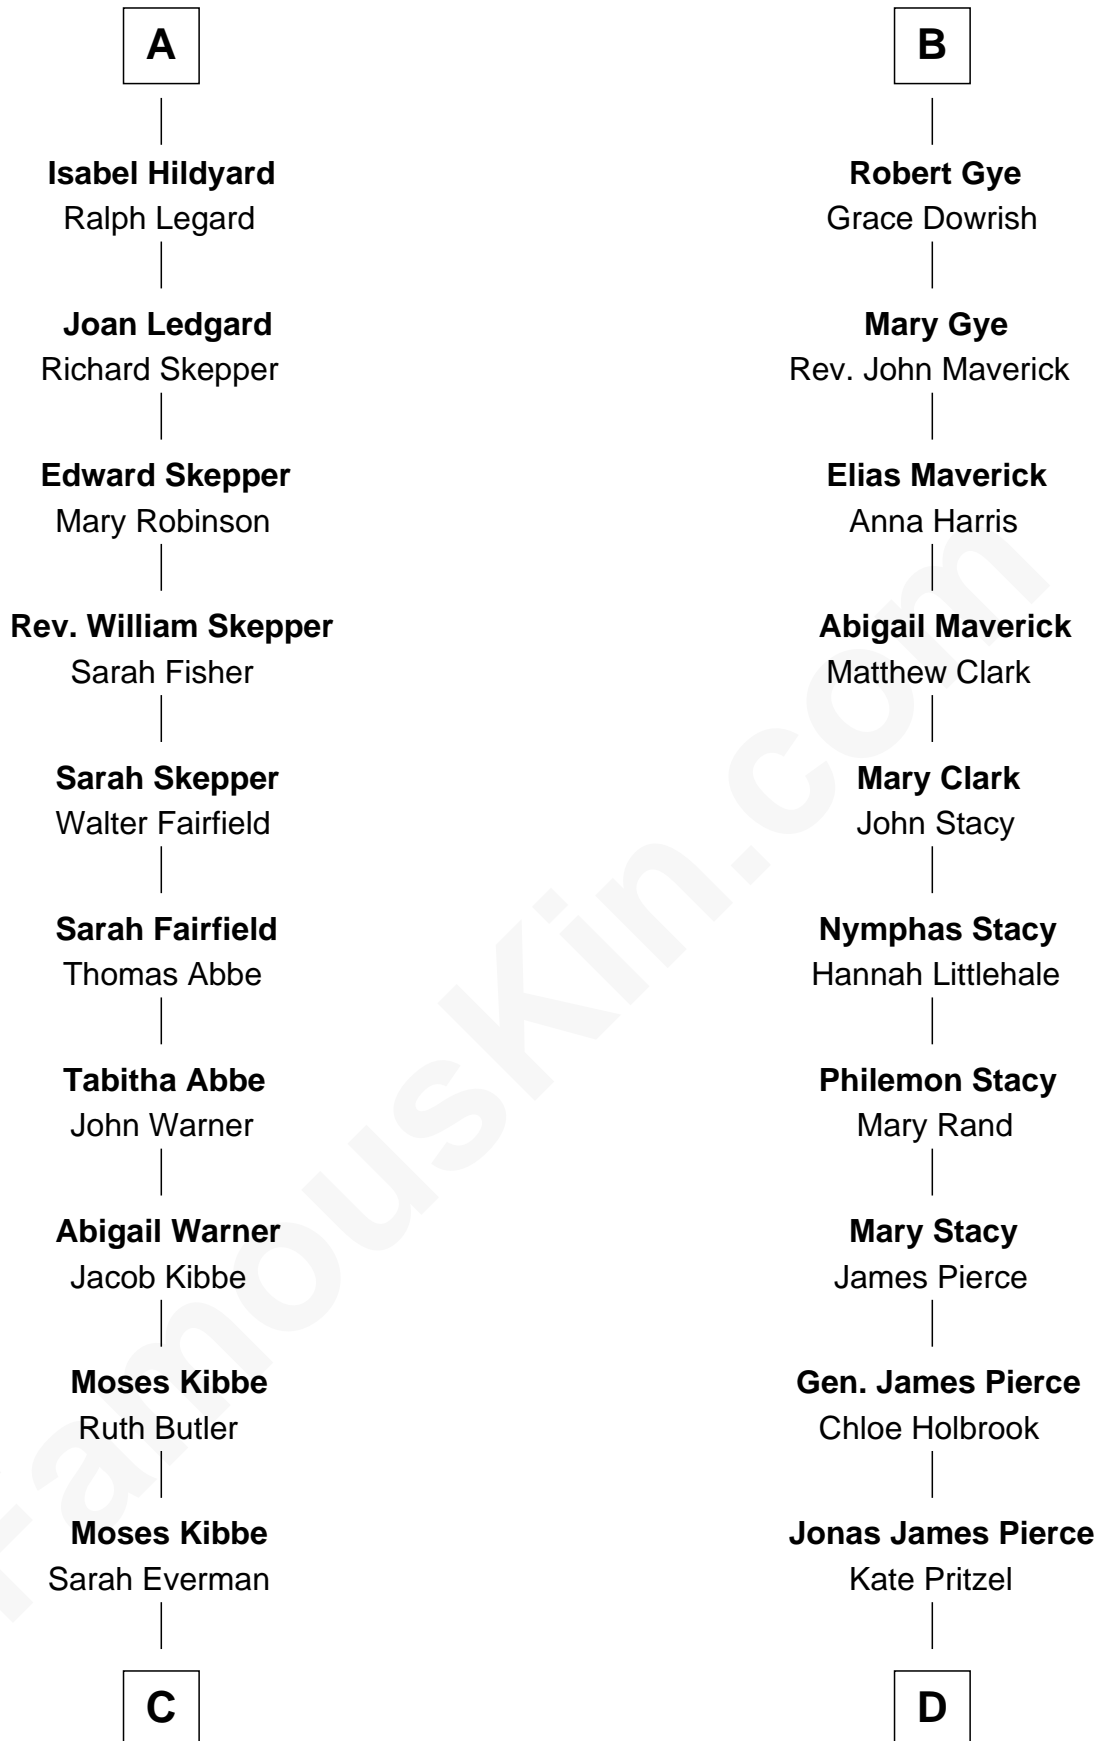 A
Isabel Hildyard
Ralph Legard
Joan Ledgard
Richard Skepper
Edward Skepper
Mary Robinson
Rev. William Skepper
Sarah Fisher
Sarah Skepper
Walter Fairfield
Sarah Fairfield
Thomas Abbe
Tabitha Abbe
John Warner
Abigail Warner
Jacob Kibbe
Moses Kibbe
Ruth Butler
Moses Kibbe
Sarah Everman
C
B
Robert Gye
Grace Dowrish
Mary Gye
Rev. John Maverick
Elias Maverick
Anna Harris
Abigail Maverick
Matthew Clark
Mary Clark
John Stacy
Nymphas Stacy
Hannah Littlehale
Philemon Stacy
Mary Rand
Mary Stacy
James Pierce
Gen. James Pierce
Chloe Holbrook
Jonas James Pierce
Kate Pritzel
D
FamousKin.com